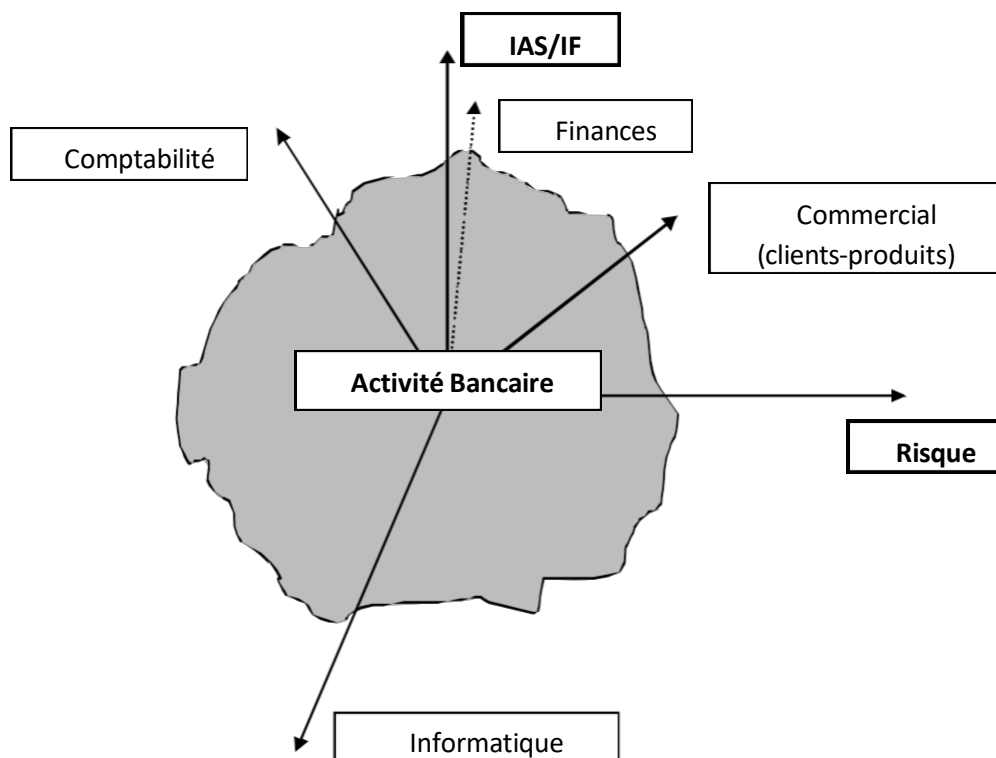 IAS/IF
Finances
Comptabilité
Commercial
(clients-produits)
Activité Bancaire
Risque
Informatique